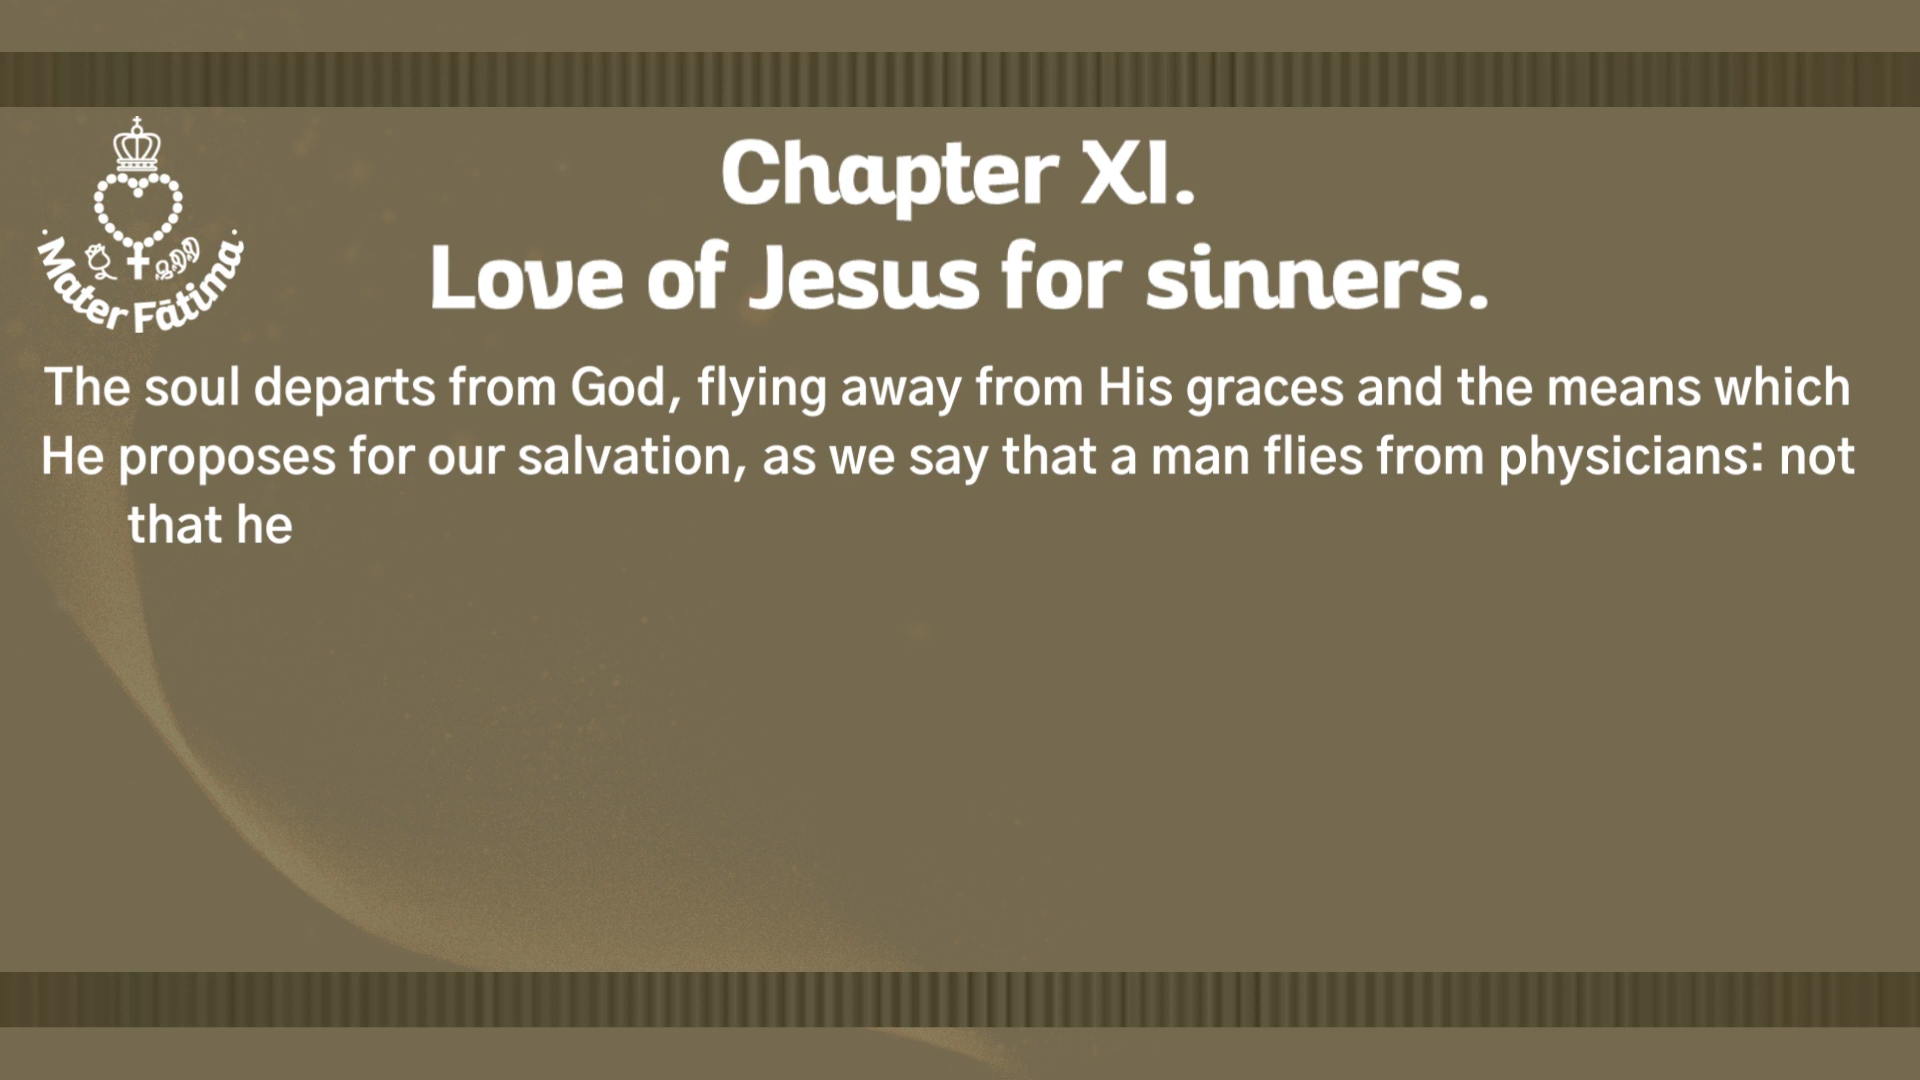 Mater Fātima
Chapter XI.
Love of Jesus for sinners.
The soul departs from God, flying away from His graces and the means which
He proposes for our salvation, as we say that a man flies from physicians: not
that he